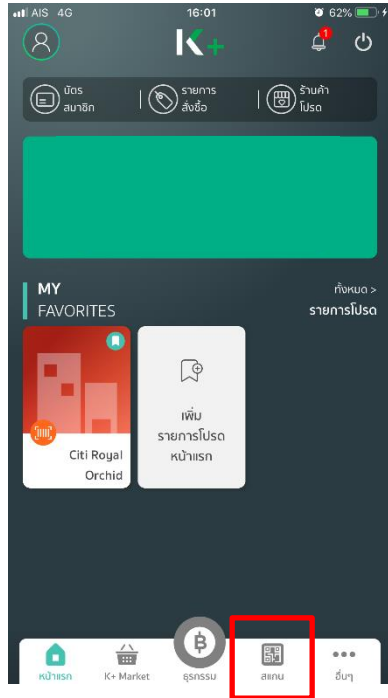 AIS 4G 16:01 62%
K+
บัตร
สมาชิก
รายการ
สั่งซื้อ
ร้านค้า
โปรด
MY
FAVORITES
ทั้งหมด >
รายการโปรด
Citi Royal
Orchid
เพิ่ม
รายการโปรด
หน้าแรก
หน้าแรก K+ Market ธุรกรรม สแกน อื่นๆ